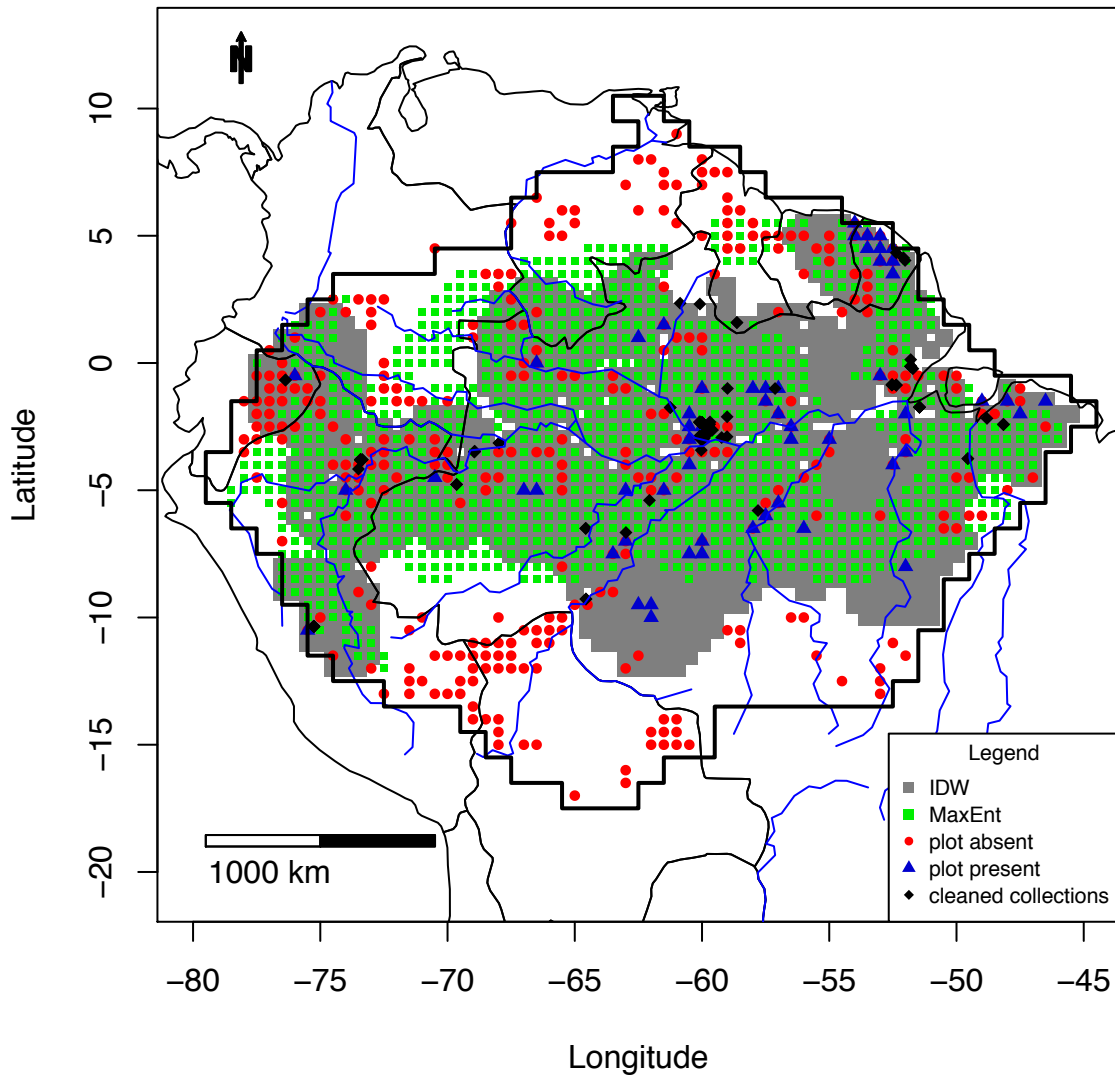 N
10
5
0
−5
−10
−15
−20
Latitude
1000 km
Legend
IDW
MaxEnt
plot absent
plot present
cleaned collections
−80 −75 −70 −65 −60 −55 −50 −45
Longitude